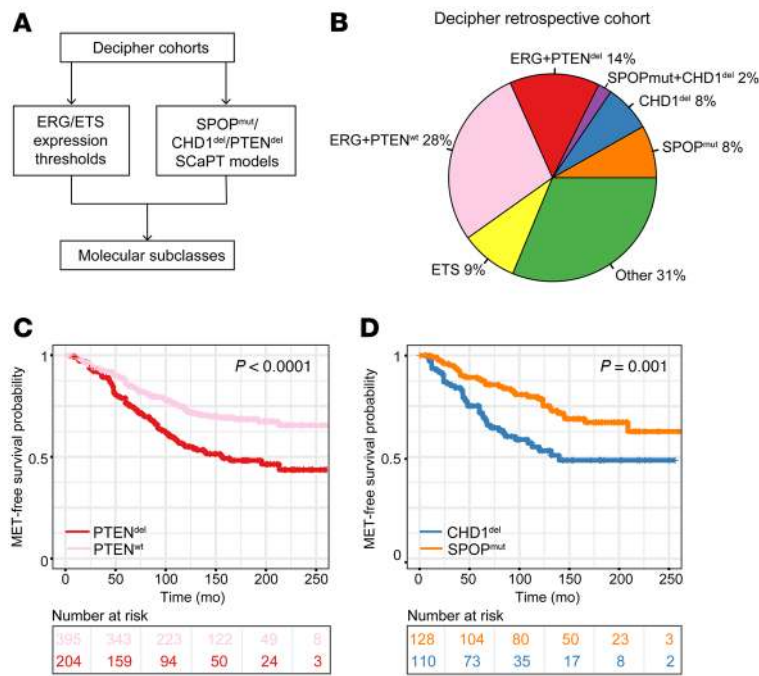 A
Decipher cohorts
ERG/ETS
expression
thresholds
SPOPmut/
CHD1del/PTENdel
SCaPT models
Molecular subclasses
B
Decipher retrospective cohort
ERG+PTENdel 14%
SPOPmut+CHD1del 2%
CHD1del 8%
SPOPmut 8%
ERG+PTENwt 28%
ETS 9%
Other 31%
C
MET-free survival probability
1
0.5
0
P < 0.0001
PTENdel
PTENwt
0 50 100 150 200 250
Time (mo)
Number at risk
395 343 223 122 49 8
204 159 94 50 24 3
D
MET-free survival probability
1
0.5
0
P = 0.001
CHD1del
SPOPmut
0 50 100 150 200 250
Time (mo)
Number at risk
128 104 80 50 23 3
110 73 35 17 8 2